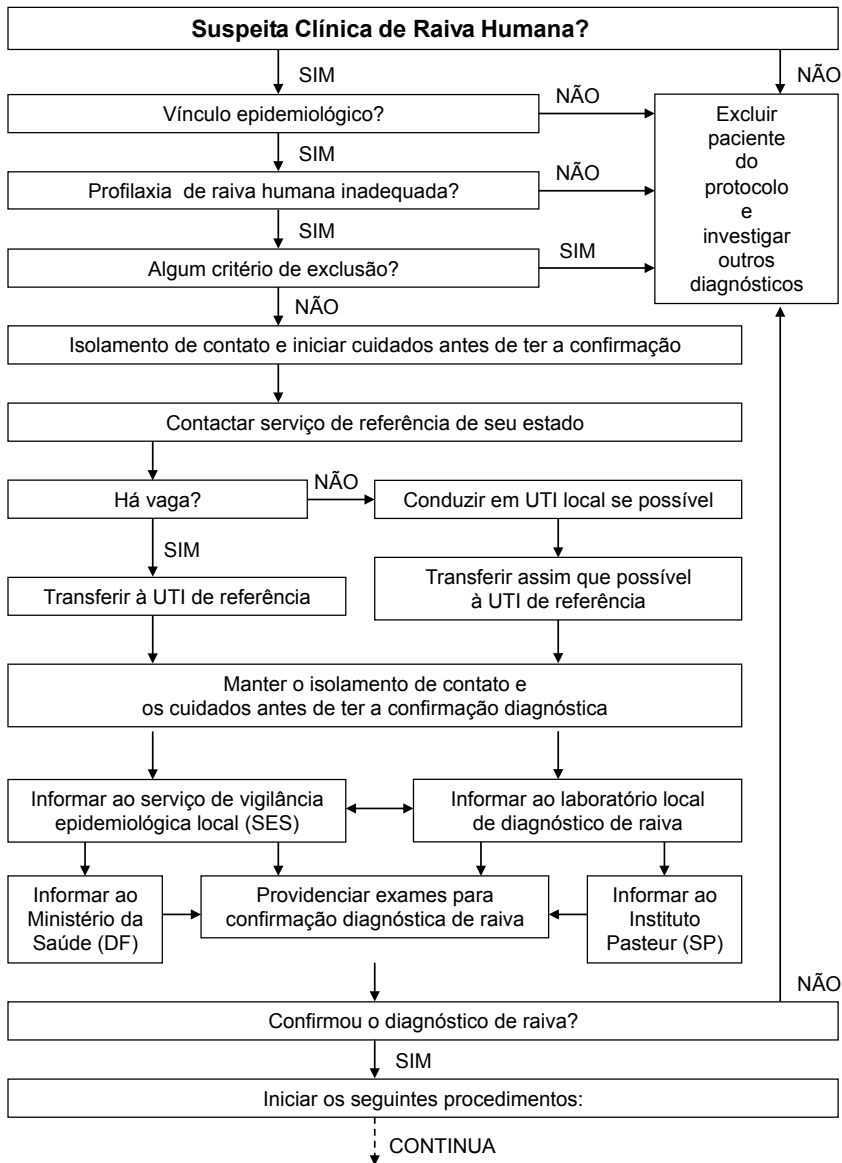 Suspeita Clínica de Raiva Humana?
SIM
NÃO
Vínculo epidemiológico?
NÃO
Excluir
paciente
do
protocolo
e
investigar
outros
diagnósticos
SIM
Profilaxia de raiva humana inadequada?
NÃO
SIM
Algum critério de exclusão?
SIM
NÃO
Isolamento de contato e iniciar cuidados antes de ter a confirmação
Contactar serviço de referência de seu estado
Há vaga?
NÃO
Conduzir em UTI local se possível
SIM
Transferir à UTI de referência
Transferir assim que possível
à UTI de referência
Manter o isolamento de contato e
os cuidados antes de ter a confirmação diagnóstica
Informar ao serviço de vigilância
epidemiológica local (SES)
Informar ao laboratório local
de diagnóstico de raiva
Informar ao
Ministério da
Saúde (DF)
Providenciar exames para
confirmação diagnóstica de raiva
Informar ao
Instituto
Pasteur (SP)
NÃO
Confirmou o diagnóstico de raiva?
SIM
Iniciar os seguintes procedimentos:
CONTINUA